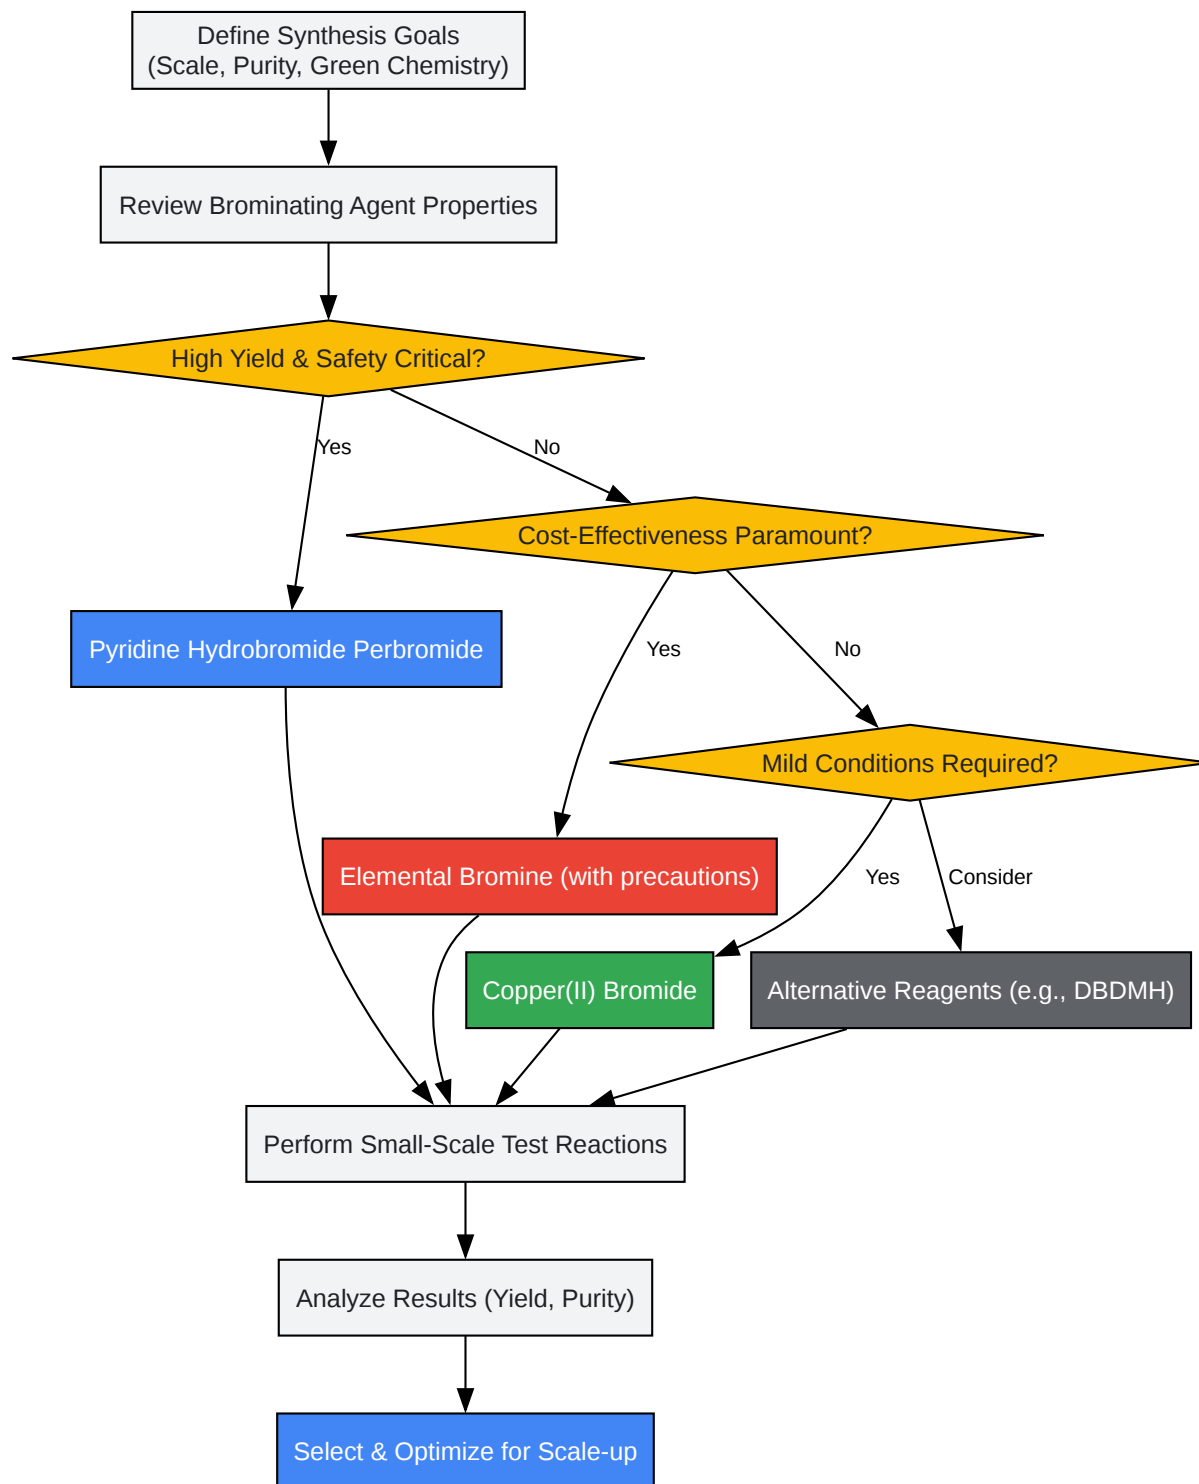 Define Synthesis Goals
(Scale, Purity, Green Chemistry)
Review Brominating Agent Properties
High Yield & Safety Critical?
Yes
No
Cost-Effectiveness Paramount?
Pyridine Hydrobromide Perbromide
Yes
No
Mild Conditions Required?
Elemental Bromine (with precautions)
Yes
Consider
Copper(II) Bromide
Alternative Reagents (e.g., DBDMH)
Perform Small-Scale Test Reactions
Analyze Results (Yield, Purity)
Select & Optimize for Scale-up